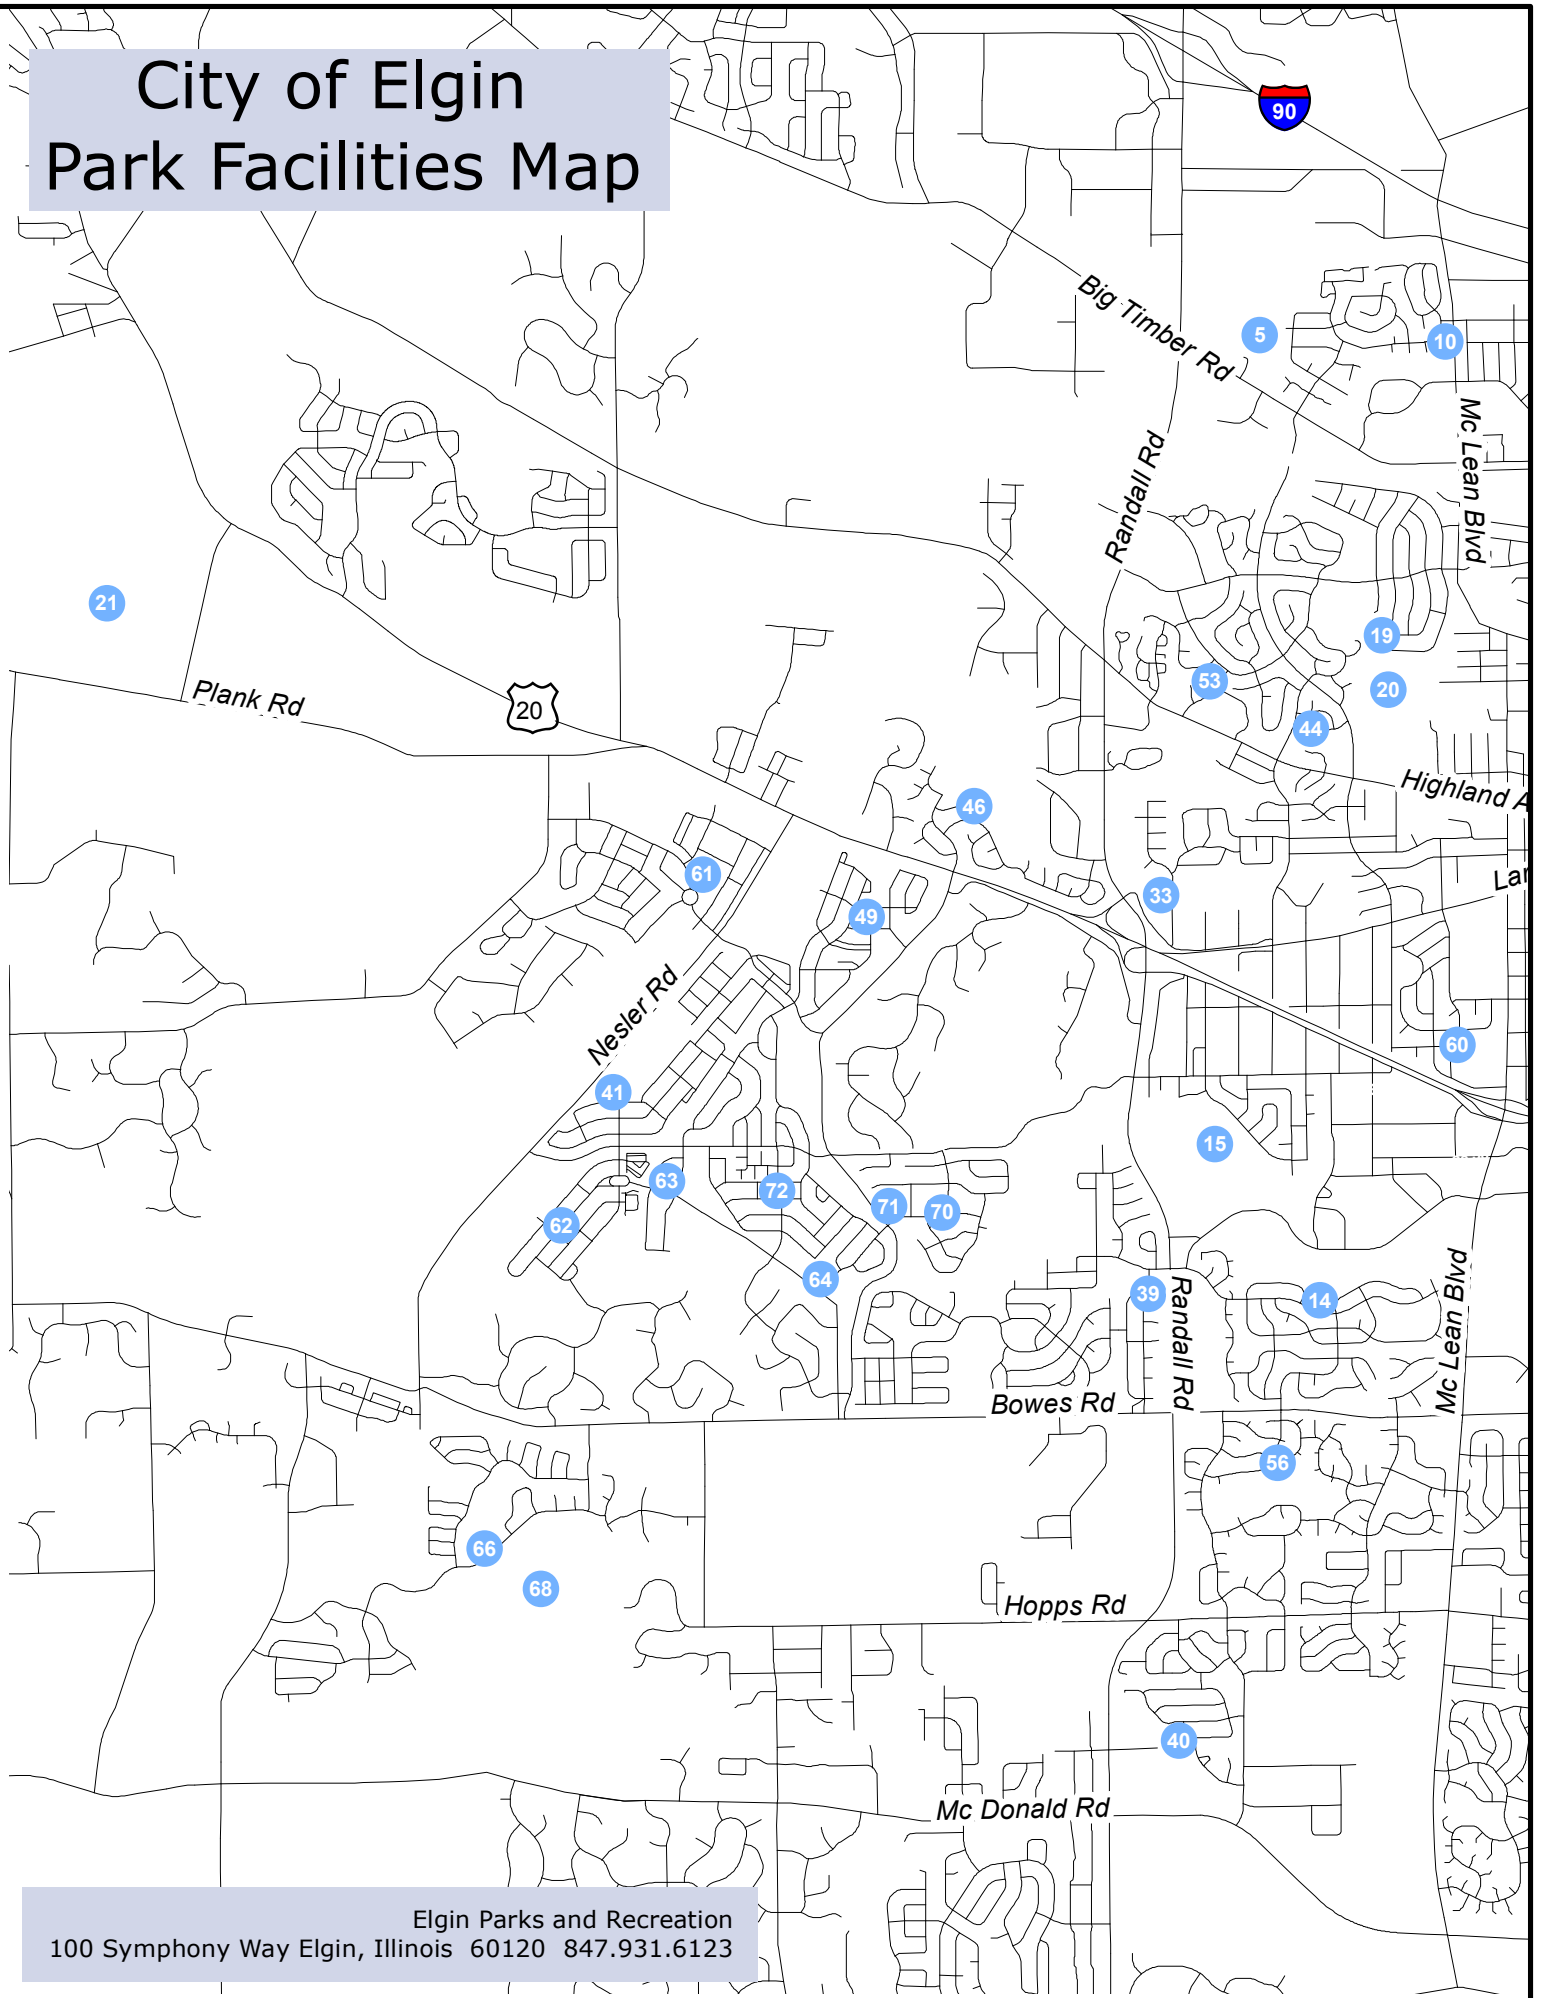 City of Elgin
Park Facilities Map
90
Big Timber Rd
5
10
Mc Lean Blvd
Randall Rd
21
19
53
20
Plank Rd
20
44
Highland A
46
61
Lar
33
49
Nesler Rd
60
41
15
63
72
71
70
62
64
39
14
Randall Rd
Mc Lean Blvd
Bowes Rd
56
66
68
Hopps Rd
40
Mc Donald Rd
Elgin Parks and Recreation
100 Symphony Way Elgin, Illinois 60120 847.931.6123